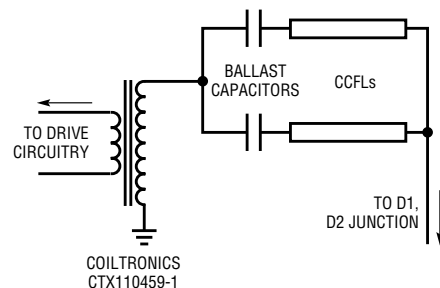 BALLAST
CAPACITORS
CCFLs
TO DRIVE
CIRCUITRY
TO D1,
D2 JUNCTION
COILTRONICS
CTX110459-1